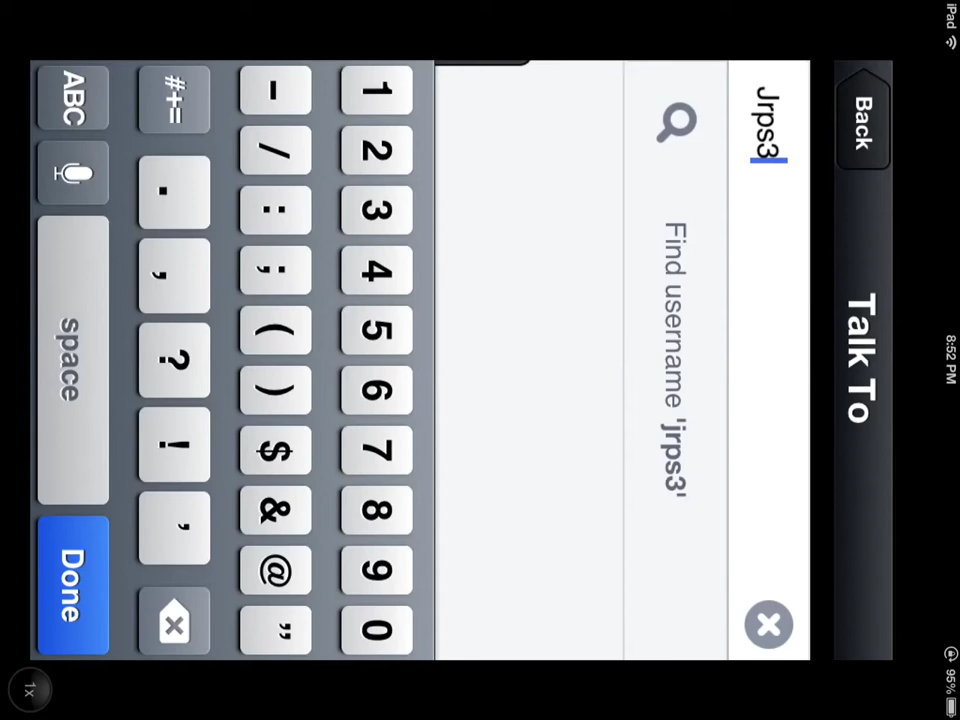 iPad 8:52 PM 95%
Back Talk To
Jrps3
Find username 'jrps3'
1 2 3 4 5 6 7 8 9 0
- / : ; ( ) $ & @ "
#+= . , ? ! '
ABC space Done
1x